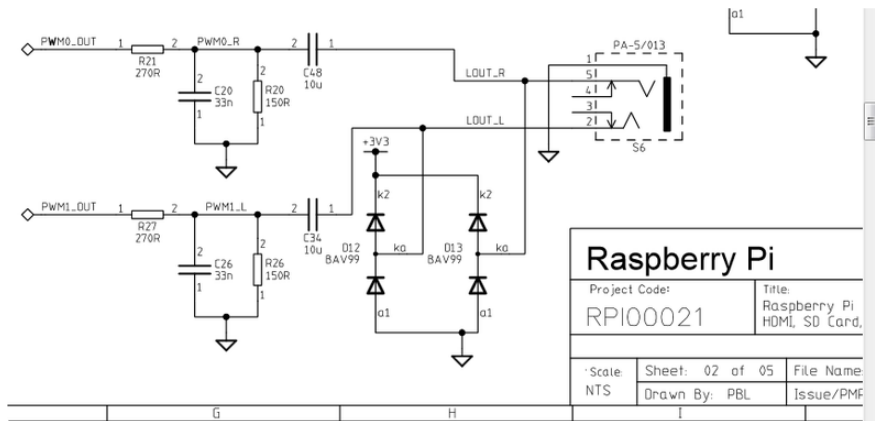 a1
PWM0_OUT 1 2 PWM0_R 2 1
R21
270R
C48
10u
2
C20
33n
1
2
R20
150R
1
PA-5/013
1
5
4
3
2
S6
LOUT_R
LOUT_L
+3V3
k2 k2
PWM1_OUT 1 2 PWM1_L 2 1
R27
270R
C34
10u
D12
BAV99
ka
D13
BAV99
ka
2
C26
33n
1
2
R26
150R
1
a1 a1
Raspberry Pi
Project Code:
RPI00021
Title:
Raspberry Pi
HDMI, SD Card,
Scale:
NTS
Sheet: 02 of 05
File Name:
Drawn By: PBL
Issue/PMF
G H I